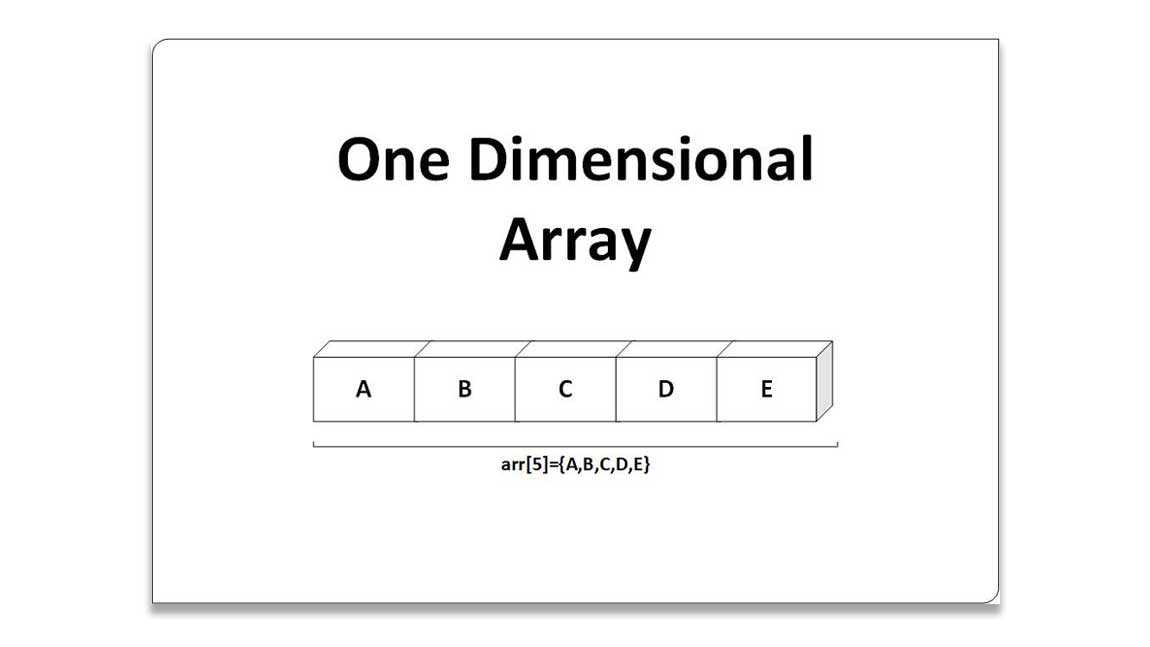 One Dimensional
Array
A B C D E
arr[5]={A,B,C,D,E}